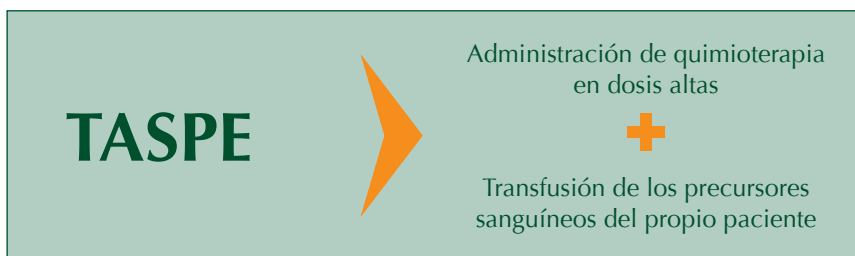 TASPE
Administración de quimioterapia
en dosis altas
+
Transfusión de los precursores
sanguíneos del propio paciente